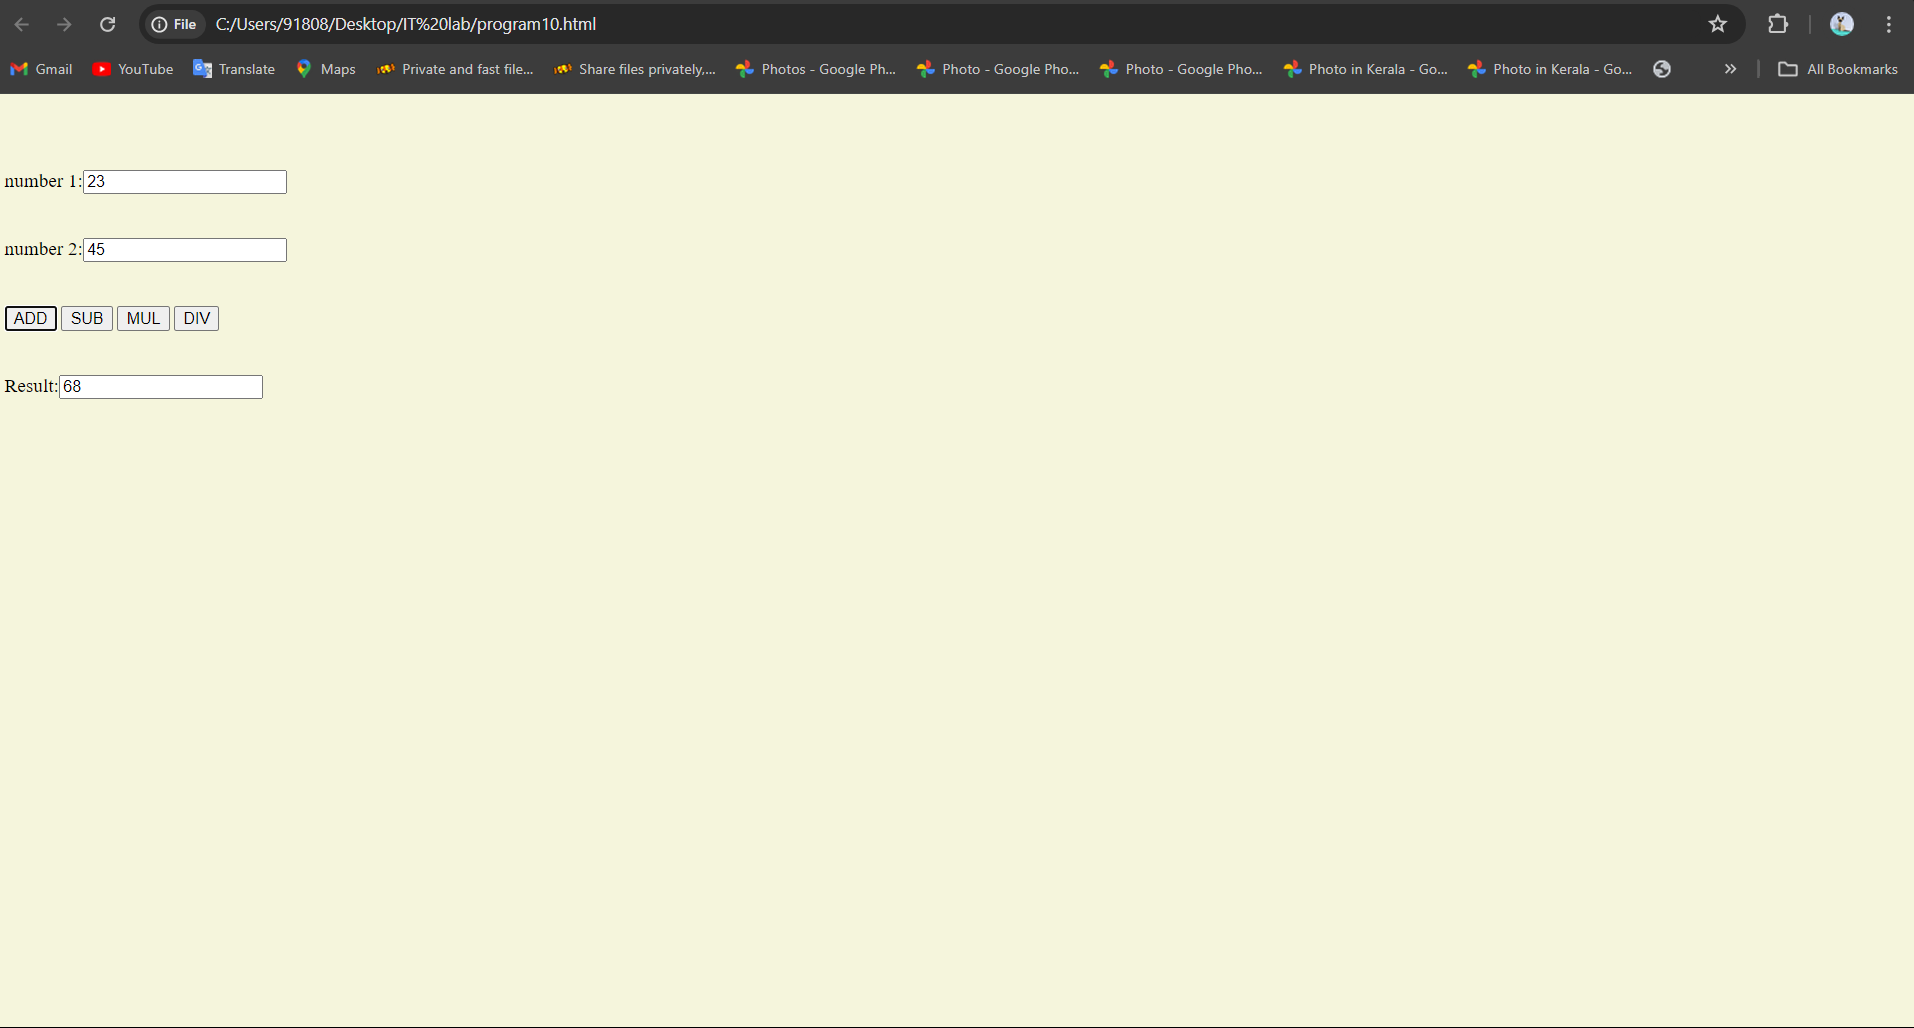 File C:/Users/91808/Desktop/IT%20lab/program10.html
Gmail YouTube Translate Maps Private and fast file... Share files privately,... Photos - Google Ph... Photo - Google Pho... Photo - Google Pho... Photo in Kerala - Go... Photo in Kerala - Go... » All Bookmarks
number 1: 23
number 2: 45
ADD SUB MUL DIV
Result: 68